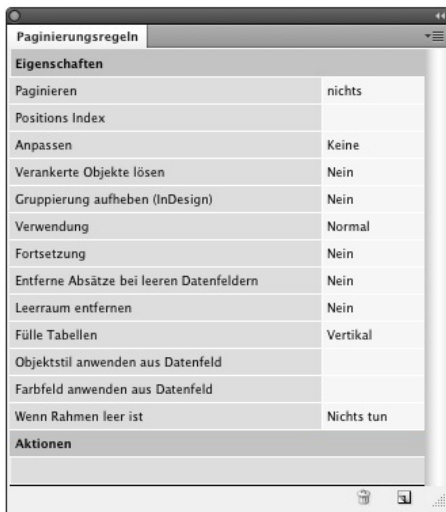 Paginierungsregeln
Eigenschaften
Paginieren nichts
Positions Index
Anpassen Keine
Verankerte Objekte lösen Nein
Gruppierung aufheben (InDesign) Nein
Verwendung Normal
Fortsetzung Nein
Entferne Absätze bei leeren Datenfeldern Nein
Leerraum entfernen Nein
Fülle Tabellen Vertikal
Objektstil anwenden aus Datenfeld
Farbfeld anwenden aus Datenfeld
Wenn Rahmen leer ist Nichts tun
Aktionen